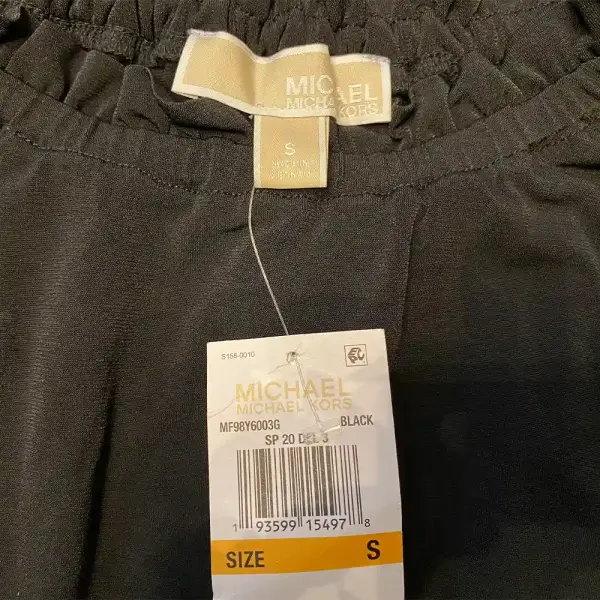 MICHAEL
MICHAEL KORS
S
S156-0010
MICHAEL
MICHAEL KORS
MF98Y6003G BLACK
SP 20 DEL 3
1 93599 15497 8
SIZE S